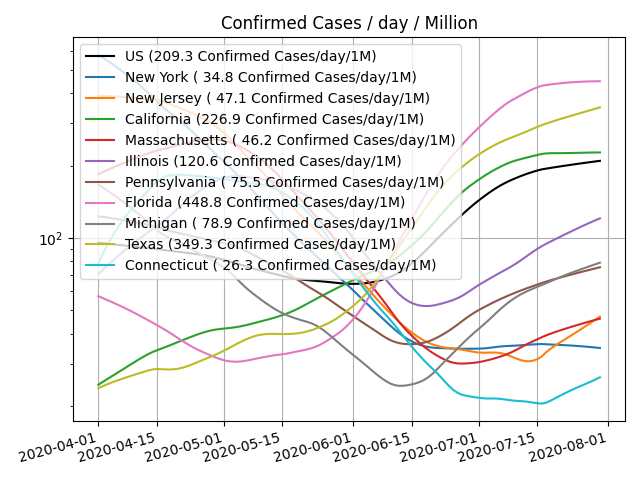 Confirmed Cases / day / Million
US (209.3 Confirmed Cases/day/1M)
New York ( 34.8 Confirmed Cases/day/1M)
New Jersey ( 47.1 Confirmed Cases/day/1M)
California (226.9 Confirmed Cases/day/1M)
Massachusetts ( 46.2 Confirmed Cases/day/1M)
Illinois (120.6 Confirmed Cases/day/1M)
Pennsylvania ( 75.5 Confirmed Cases/day/1M)
Florida (448.8 Confirmed Cases/day/1M)
Michigan ( 78.9 Confirmed Cases/day/1M)
Texas (349.3 Confirmed Cases/day/1M)
Connecticut ( 26.3 Confirmed Cases/day/1M)
10²
2020-04-01 2020-04-15 2020-05-01 2020-05-15 2020-06-01 2020-06-15 2020-07-01 2020-07-15 2020-08-01